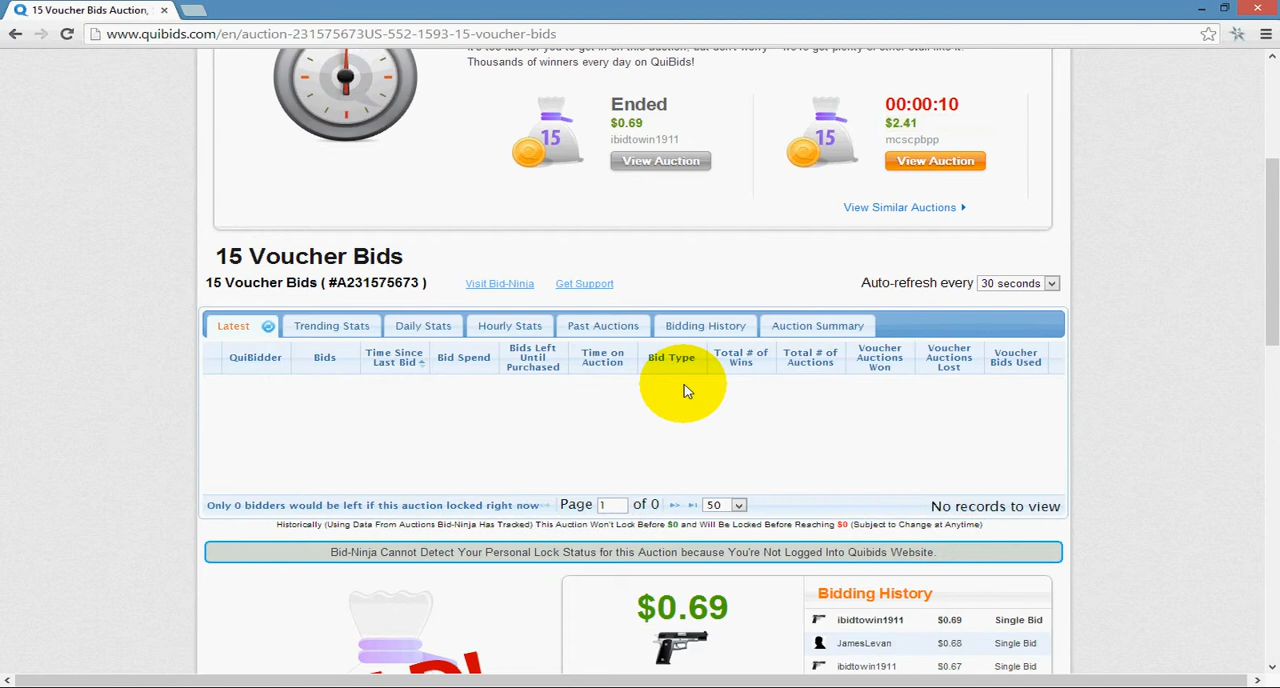 15 Voucher Bids Auction,
www.quibids.com/en/auction-231575673US-552-1593-15-voucher-bids
Thousands of winners every day on QuiBids!
15
Ended
$0.69
ibidtowin1911
View Auction
15
00:00:10
$2.41
mcscpbpp
View Auction
View Similar Auctions
15 Voucher Bids
15 Voucher Bids ( #A231575673 )
Visit Bid-Ninja
Get Support
Auto-refresh every
30 seconds
Latest
Trending Stats
Daily Stats
Hourly Stats
Past Auctions
Bidding History
Auction Summary
QuiBidder
Bids
Time Since
Last Bid
Bid Spend
Bids Left
Until
Purchased
Time on
Auction
Bid Type
Total # of
Wins
Total # of
Auctions
Voucher
Auctions
Won
Voucher
Auctions
Lost
Voucher
Bids Used
Only 0 bidders would be left if this auction locked right now
Page 1 of 0
50
No records to view
Historically (Using Data From Auctions Bid-Ninja Has Tracked) This Auction Won't Lock Before $0 and Will Be Locked Before Reaching $0 (Subject to Change at Anytime)
Bid-Ninja Cannot Detect Your Personal Lock Status for this Auction because You're Not Logged Into Quibids Website.
$0.69
Bidding History
ibidtowin1911 $0.69 Single Bid
JamesLevan $0.68 Single Bid
ibidtowin1911 $0.67 Single Bid